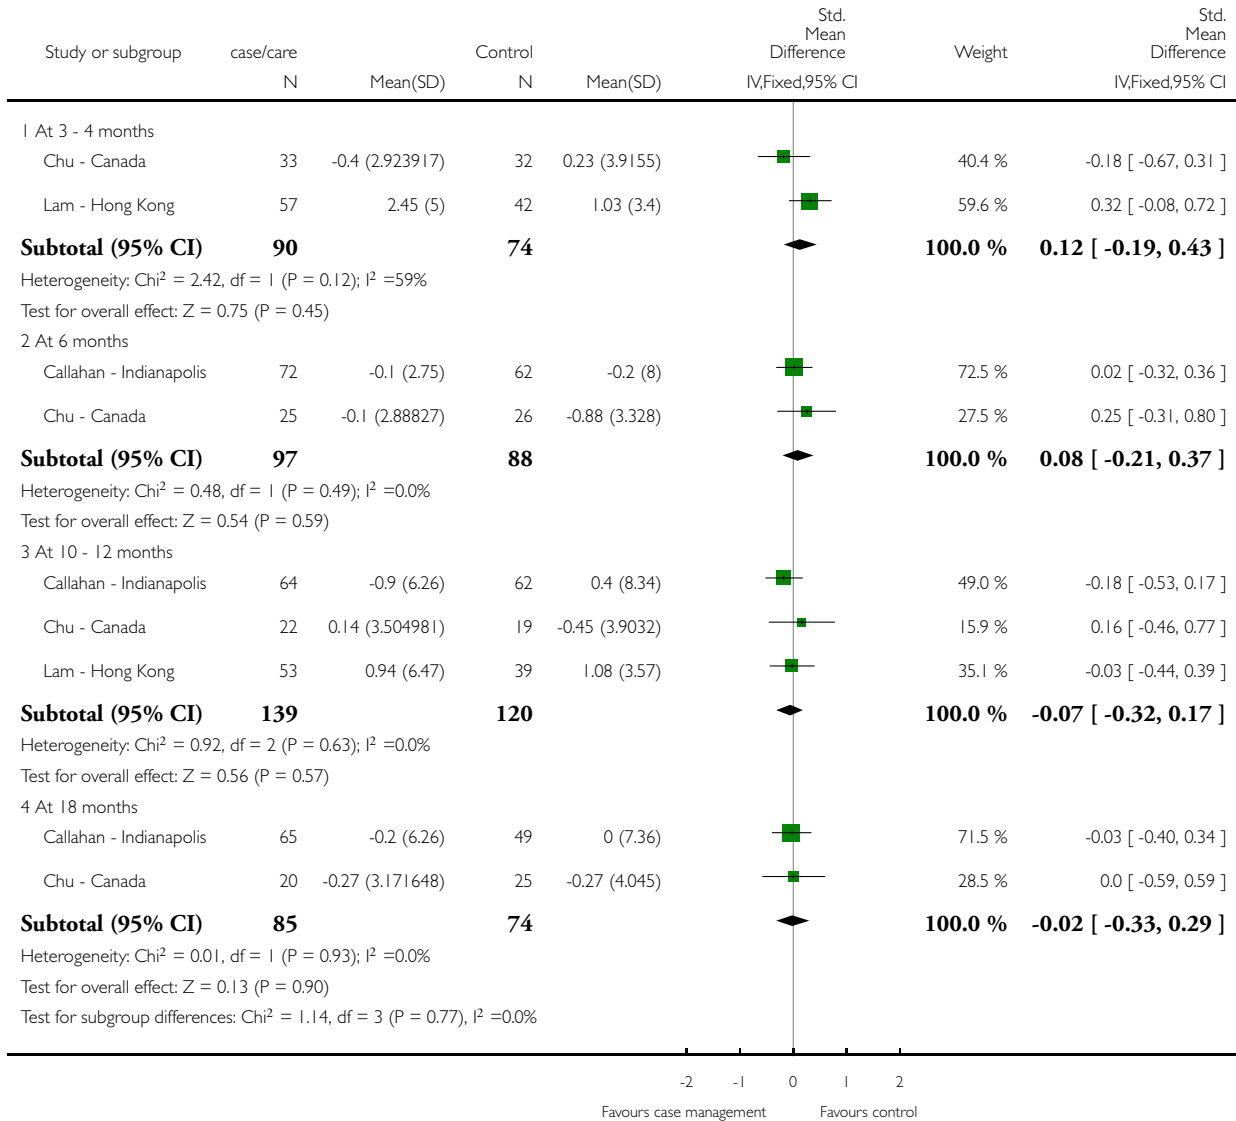 Std. Mean Difference Std. Mean Difference
Study or subgroup case/care Control Weight
N Mean(SD) N Mean(SD) IV,Fixed,95% CI IV,Fixed,95% CI
1 At 3 - 4 months
Chu - Canada 33 -0.4 (2.923917) 32 0.23 (3.9155) 40.4 % -0.18 [ -0.67, 0.31 ]
Lam - Hong Kong 57 2.45 (5) 42 1.03 (3.4) 59.6 % 0.32 [ -0.08, 0.72 ]
Subtotal (95% CI) 90 74 100.0 % 0.12 [ -0.19, 0.43 ]
Heterogeneity: Chi² = 2.42, df = 1 (P = 0.12); I² =59%
Test for overall effect: Z = 0.75 (P = 0.45)
2 At 6 months
Callahan - Indianapolis 72 -0.1 (2.75) 62 -0.2 (8) 72.5 % 0.02 [ -0.32, 0.36 ]
Chu - Canada 25 -0.1 (2.88827) 26 -0.88 (3.328) 27.5 % 0.25 [ -0.31, 0.80 ]
Subtotal (95% CI) 97 88 100.0 % 0.08 [ -0.21, 0.37 ]
Heterogeneity: Chi² = 0.48, df = 1 (P = 0.49); I² =0.0%
Test for overall effect: Z = 0.54 (P = 0.59)
3 At 10 - 12 months
Callahan - Indianapolis 64 -0.9 (6.26) 62 0.4 (8.34) 49.0 % -0.18 [ -0.53, 0.17 ]
Chu - Canada 22 0.14 (3.504981) 19 -0.45 (3.9032) 15.9 % 0.16 [ -0.46, 0.77 ]
Lam - Hong Kong 53 0.94 (6.47) 39 1.08 (3.57) 35.1 % -0.03 [ -0.44, 0.39 ]
Subtotal (95% CI) 139 120 100.0 % -0.07 [ -0.32, 0.17 ]
Heterogeneity: Chi² = 0.92, df = 2 (P = 0.63); I² =0.0%
Test for overall effect: Z = 0.56 (P = 0.57)
4 At 18 months
Callahan - Indianapolis 65 -0.2 (6.26) 49 0 (7.36) 71.5 % -0.03 [ -0.40, 0.34 ]
Chu - Canada 20 -0.27 (3.171648) 25 -0.27 (4.045) 28.5 % 0.0 [ -0.59, 0.59 ]
Subtotal (95% CI) 85 74 100.0 % -0.02 [ -0.33, 0.29 ]
Heterogeneity: Chi² = 0.01, df = 1 (P = 0.93); I² =0.0%
Test for overall effect: Z = 0.13 (P = 0.90)
Test for subgroup differences: Chi² = 1.14, df = 3 (P = 0.77), I² =0.0%
-2 -1 0 1 2
Favours case management Favours control